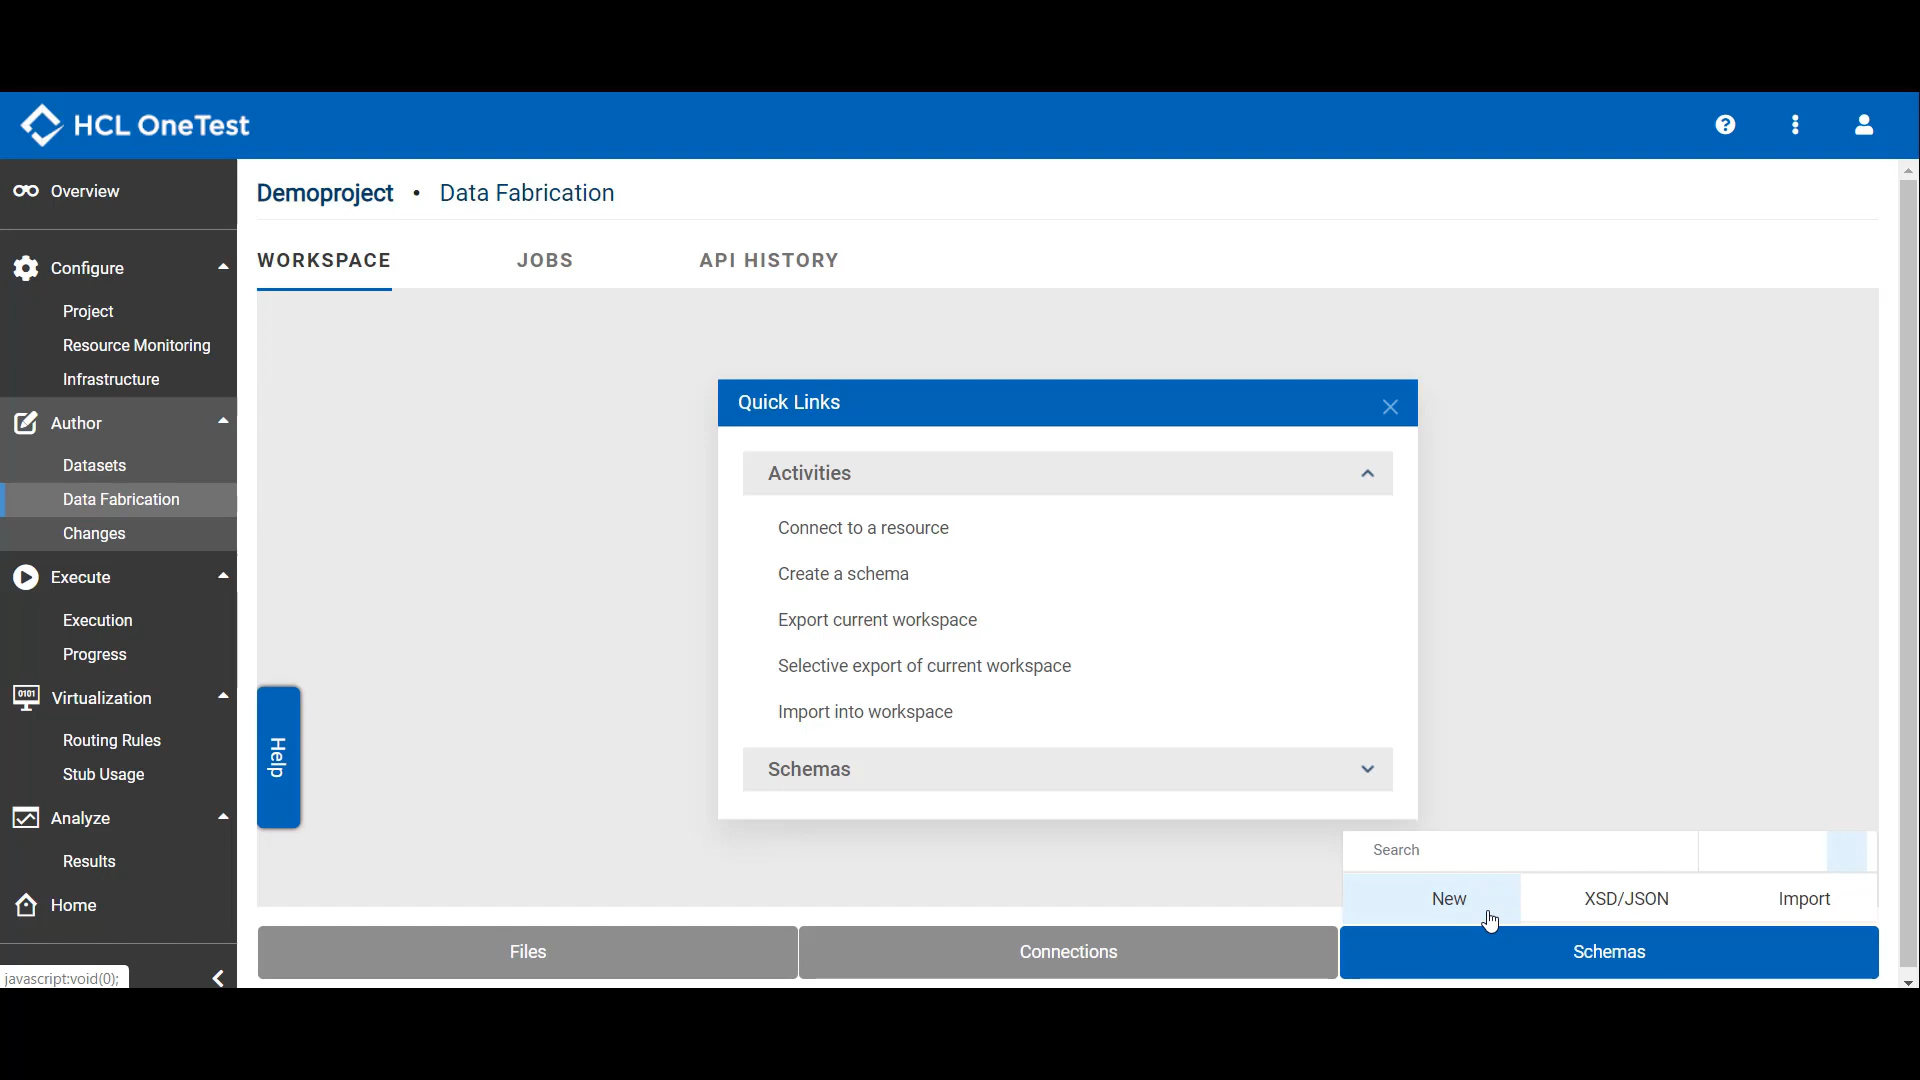 HCL OneTest
Overview
Configure
Project
Resource Monitoring
Infrastructure
Author
Datasets
Data Fabrication
Changes
Execute
Execution
Progress
0101
Virtualization
Routing Rules
Stub Usage
Analyze
Results
Home
javascript:void(0);
Demoproject • Data Fabrication
WORKSPACE JOBS API HISTORY
Help
Quick Links
Activities
Connect to a resource
Create a schema
Export current workspace
Selective export of current workspace
Import into workspace
Schemas
Search
New XSD/JSON Import
Files Connections Schemas